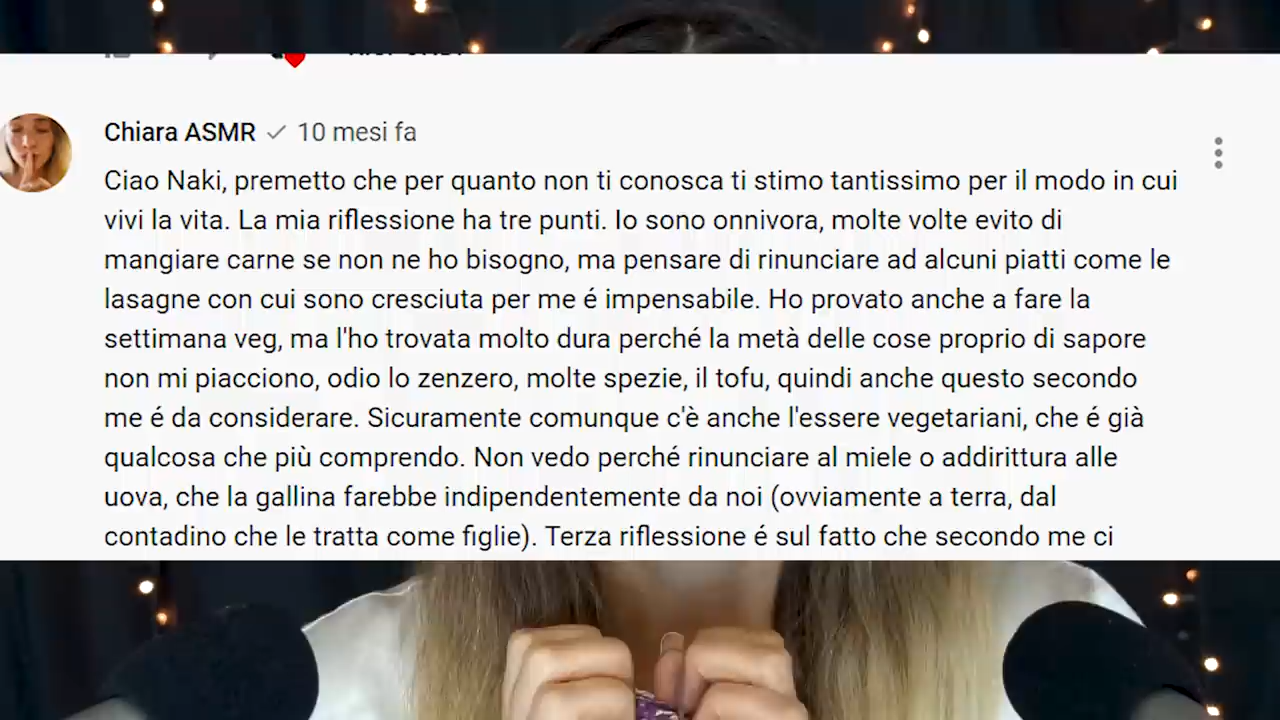 Chiara ASMR ✓ 10 mesi fa
Ciao Naki, premetto che per quanto non ti conosca ti stimo tantissimo per il modo in cui
vivi la vita. La mia riflessione ha tre punti. Io sono onnivora, molte volte evito di
mangiare carne se non ne ho bisogno, ma pensare di rinunciare ad alcuni piatti come le
lasagne con cui sono cresciuta per me é impensabile. Ho provato anche a fare la
settimana veg, ma l'ho trovata molto dura perché la metà delle cose proprio di sapore
non mi piacciono, odio lo zenzero, molte spezie, il tofu, quindi anche questo secondo
me é da considerare. Sicuramente comunque c'è anche l'essere vegetariani, che é già
qualcosa che più comprendo. Non vedo perché rinunciare al miele o addirittura alle
uova, che la gallina farebbe indipendentemente da noi (ovviamente a terra, dal
contadino che le tratta come figlie). Terza riflessione é sul fatto che secondo me ci